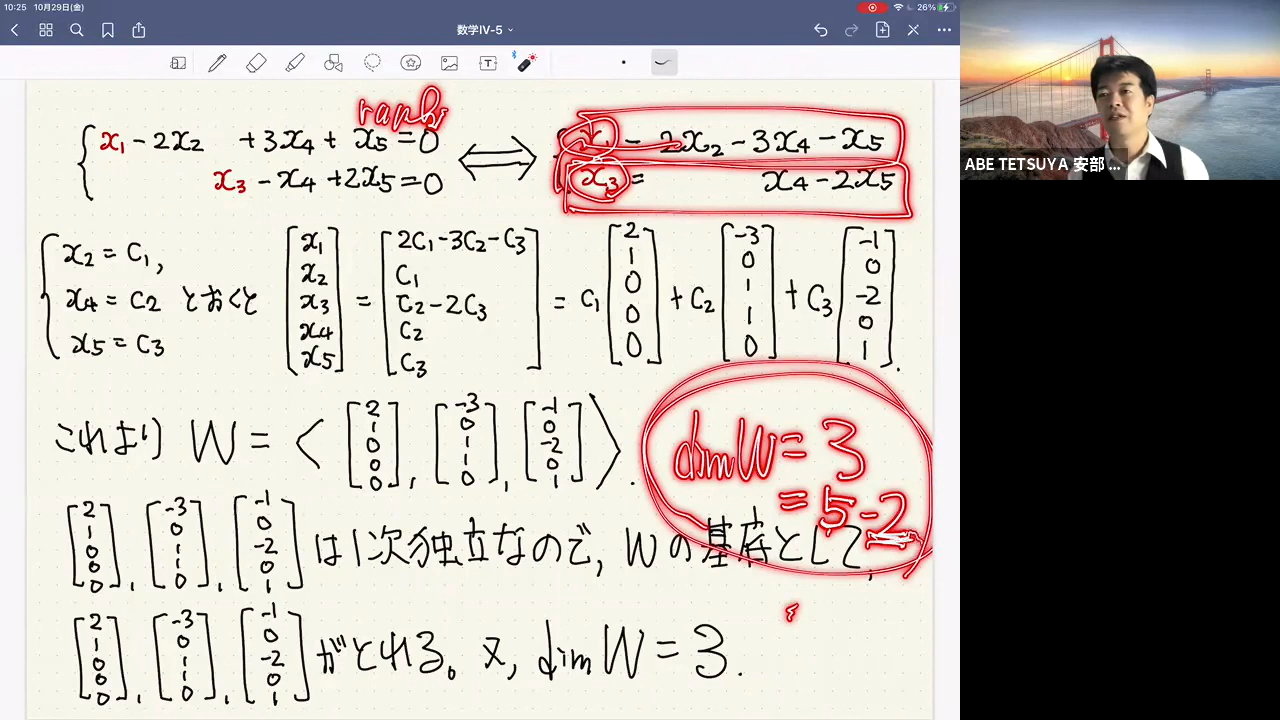 10:25 10月29日(金)
26%
数学IV-5
rank
x₁ - 2x₂ + 3x₄ + x₅ = 0 ⟺ x₁ = 2x₂ - 3x₄ - x₅
x₃ - x₄ + 2x₅ = 0 x₃ = x₄ - 2x₅
ABE TETSUYA 安部 ...
x₂ = C₁,
x₄ = C₂ とおくと
x₅ = C₃
[x₁ x₂ x₃ x₄ x₅] = [2C₁-3C₂-C₃ C₁ C₂-2C₃ C₂ C₃] = C₁ [2 1 0 0 0] + C₂ [-3 0 1 1 0] + C₃ [-1 0 -2 0 1].
これより W = < [2 1 0 0 0], [-3 0 1 1 0], [-1 0 -2 0 1] >.
dim W = 3
= 5 - 2
[2 1 0 0 0], [-3 0 1 1 0], [-1 0 -2 0 1] は1次独立なので, Wの基底として,
[2 1 0 0 0], [-3 0 1 1 0], [-1 0 -2 0 1] がとれる。又, dim W = 3.